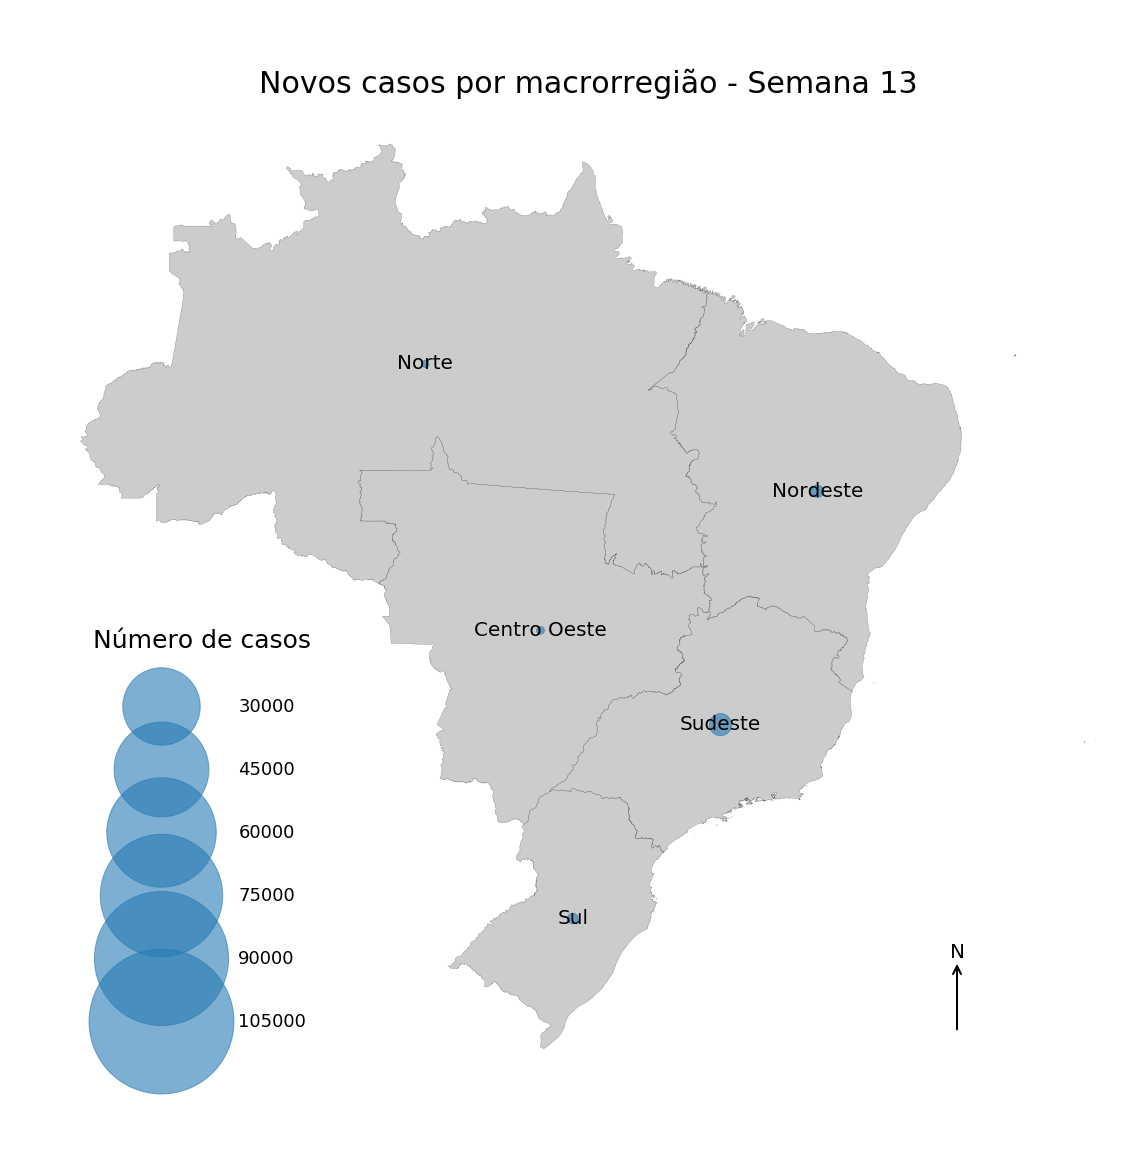 Novos casos por macrorregião - Semana 13
Norte
Nordeste
Centro Oeste
Número de casos
30000
Sudeste
45000
60000
75000
Sul
90000
N
105000